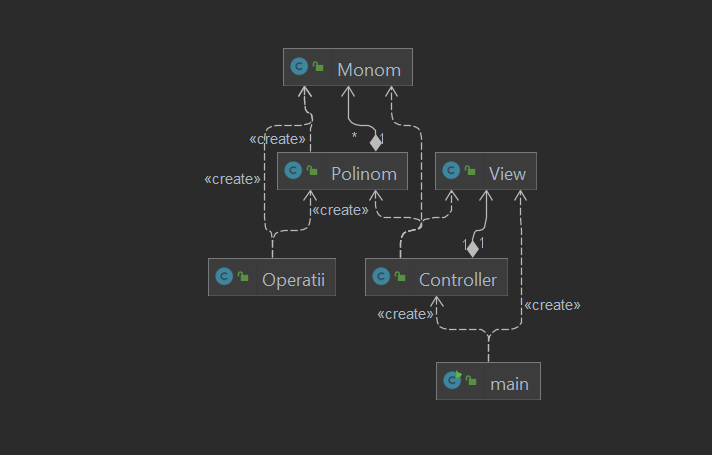 C Monom
«create»
* 1
«create»
C Polinom
C View
«create»
1 1
C Operatii
C Controller
«create»
«create»
C main